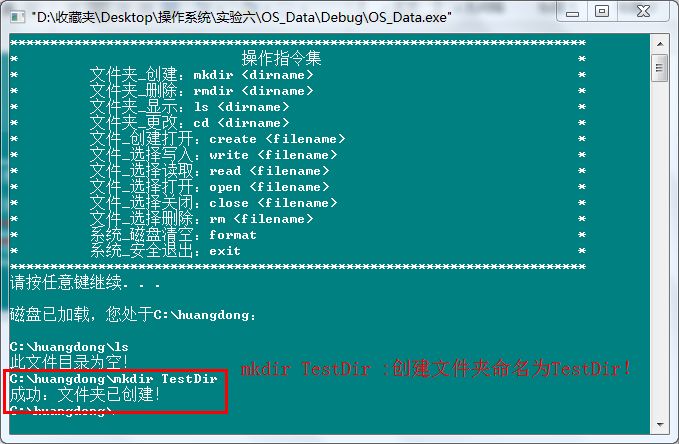 "D:\收藏夹\Desktop\操作系统\实验六\OS_Data\Debug\OS_Data.exe"
************************************************************************
* 操作指令集 *
* 文件夹_创建：mkdir <dirname> *
* 文件夹_删除：rmdir <dirname> *
* 文件夹_显示：ls <dirname> *
* 文件夹_更改：cd <dirname> *
* 文件_创建打开：create <filename> *
* 文件_选择写入：write <filename> *
* 文件_选择读取：read <filename> *
* 文件_选择打开：open <filename> *
* 文件_选择关闭：close <filename> *
* 文件_选择删除：rm <filename> *
* 系统_磁盘清空：format *
* 系统_安全退出：exit *
************************************************************************
请按任意键继续. . .
磁盘已加载，您处于C:\huangdong：
C:\huangdong\ls
此文件目录为空！
C:\huangdong\mkdir TestDir
mkdir TestDir :创建文件夹命名为TestDir！
成功：文件夹已创建！
C:\huangdong\